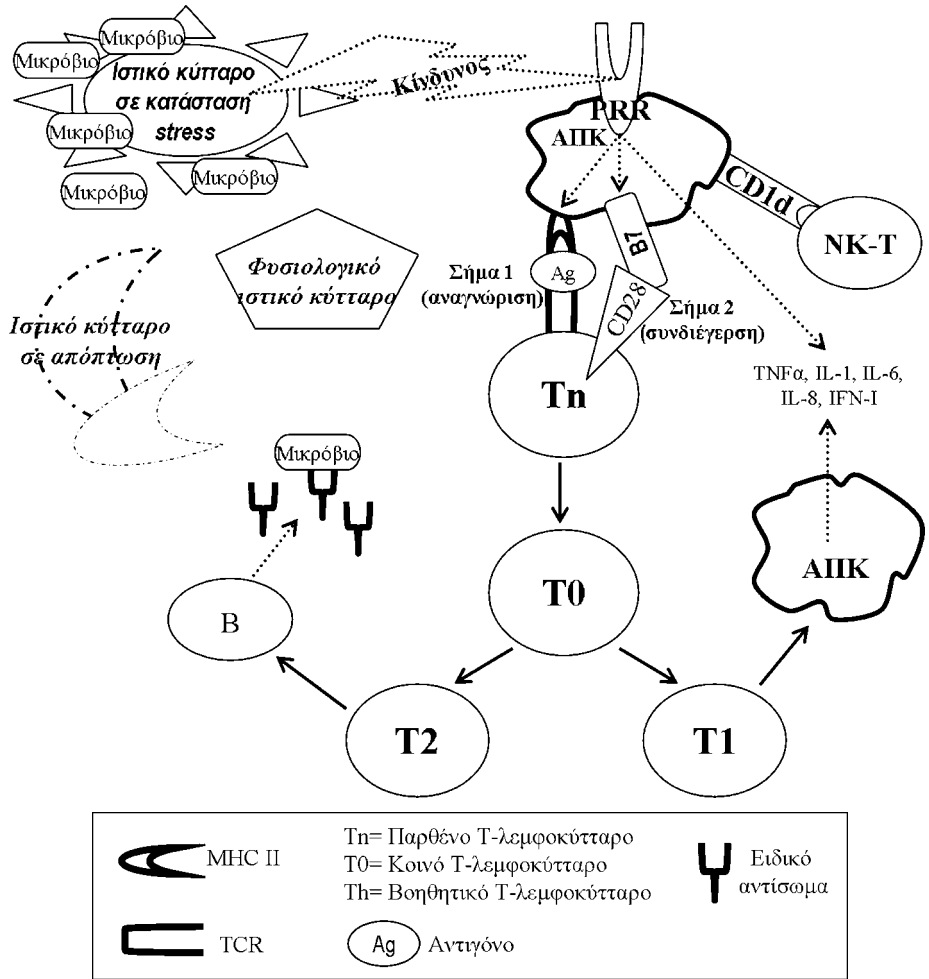 Μικρόβιο
Μικρόβιο
Ιστικό κύτταρο
σε κατάσταση
stress
Μικρόβιο
Μικρόβιο
Μικρόβιο
Κίνδυνος
PRR
ΑΠΚ
CD1d
NK-T
B7
CD28
Σήμα 1
(αναγνώριση)
Ag
Σήμα 2
(συνδιέγερση)
Φυσιολογικό
ιστικό κύτταρο
Ιστικό κύτταρο
σε απόπτωση
Tn
TNFα, IL-1, IL-6,
IL-8, IFN-I
Μικρόβιο
ΑΠΚ
T0
B
T2
T1
MHC II
TCR
Tn= Παρθένο Τ-λεμφοκύτταρο
T0= Κοινό Τ-λεμφοκύτταρο
Th= Βοηθητικό Τ-λεμφοκύτταρο
Ag
Αντιγόνο
Ειδικό
αντίσωμα